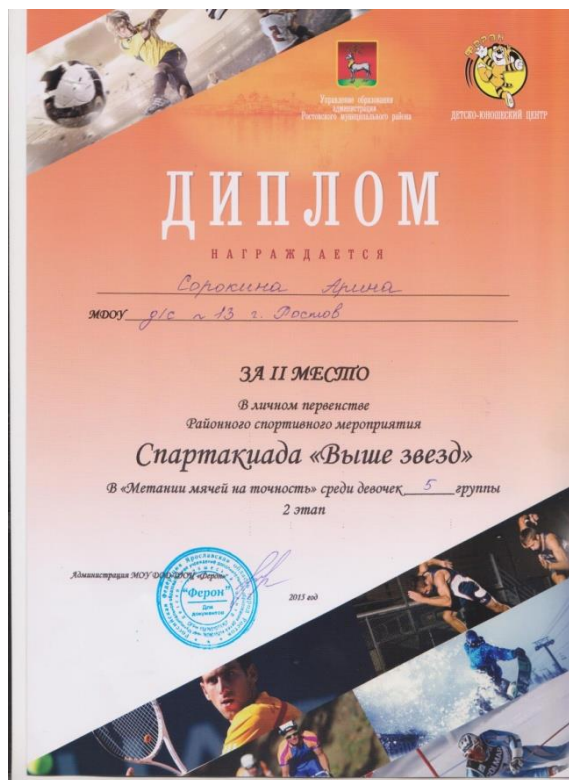 Управление образования
администрации
Ростовского муниципального района
ФЕРОН
ДЕТСКО-ЮНОШЕСКИЙ ЦЕНТР
ДИПЛОМ
НАГРАЖДАЕТСЯ
Сорокина Арина
МДОУ д/с № 13 г. Ростов
ЗА II МЕСТО
В личном первенстве
Районного спортивного мероприятия
Спартакиада «Выше звезд»
В «Метании мячей на точность» среди девочек 5 группы
2 этап
Администрация МОУ
"Ферон"
Для
документов
2015 год